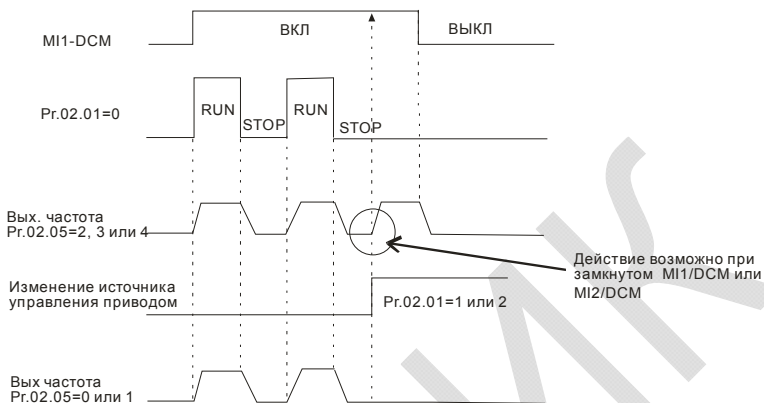 MI1-DCM
ВКЛ
ВЫКЛ
Pr.02.01=0
RUN
STOP
RUN
STOP
Вых. частота
Pr.02.05=2, 3 или 4
Действие возможно при
замкнутом MI1/DCM или
MI2/DCM
Изменение источника
управления приводом
Pr.02.01=1 или 2
Вых частота
Pr.02.05=0 или 1